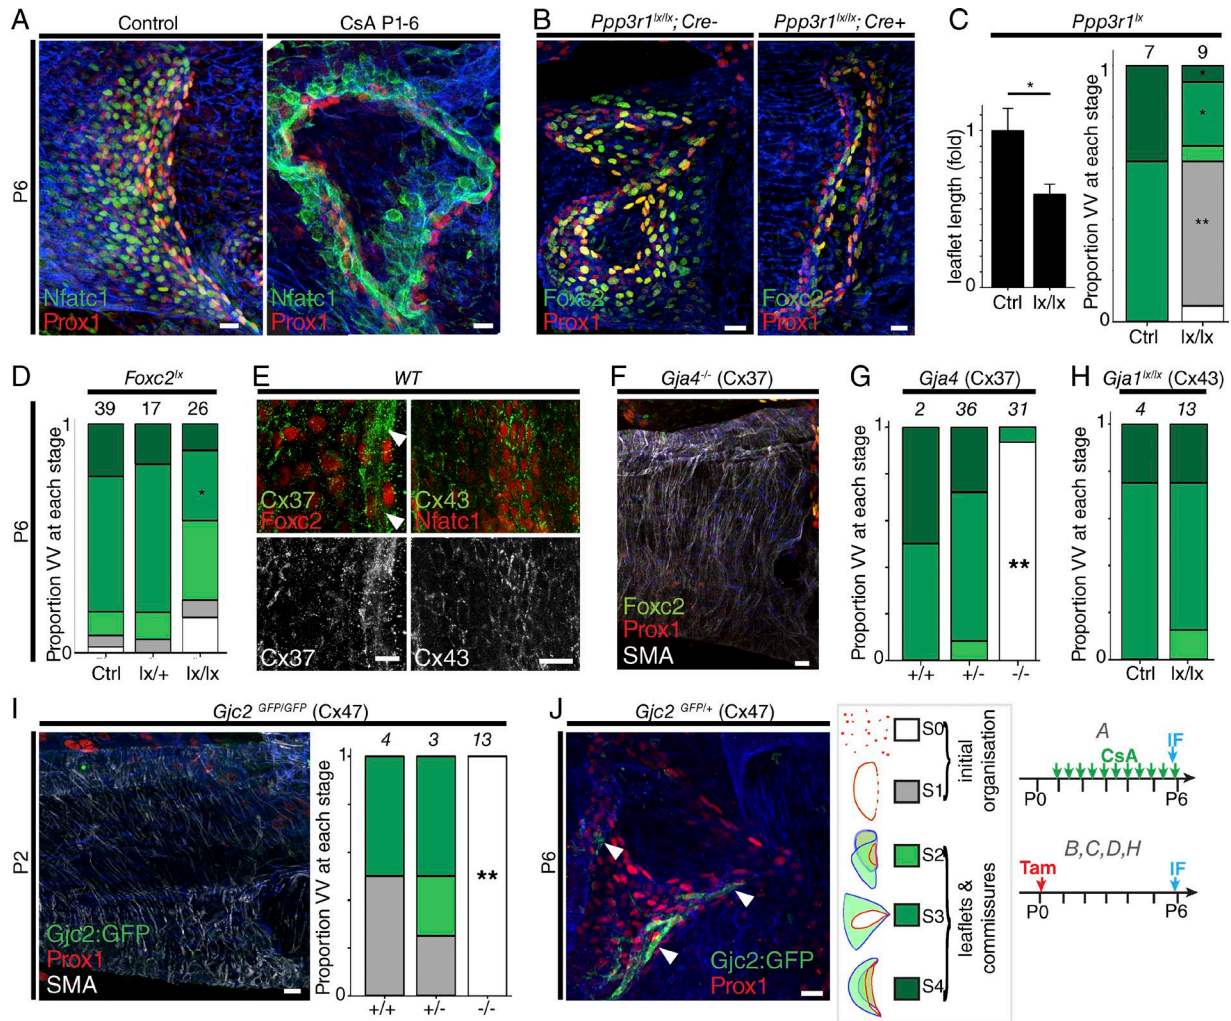 A
Control
CsA P1-6
P6
Nfatc1
Prox1
Nfatc1
Prox1
B
Ppp3r1lx/lx; Cre-
Ppp3r1lx/lx; Cre+
Foxc2
Prox1
Foxc2
Prox1
C
Ppp3r1lx
leaflet length (fold)
1
0
*
Ctrl
lx/lx
Proportion VV at each stage
7
9
1
0
*
*
**
Ctrl
lx/lx
D
Foxc2lx
P6
39
17
26
Proportion VV at each stage
1
0
*
Ctrl
lx/+
lx/lx
E
WT
Cx37
Foxc2
Cx43
Nfatc1
Cx37
Cx43
F
Gja4-/- (Cx37)
Foxc2
Prox1
SMA
G
Gja4 (Cx37)
2
36
31
Proportion VV at each stage
1
0
**
+/+
+/-
-/-
H
Gja1lx/lx (Cx43)
4
13
Proportion VV at each stage
1
0
Ctrl
lx/lx
I
Gjc2 GFP/GFP (Cx47)
P2
Gjc2:GFP
Prox1
SMA
4
3
13
Proportion VV at each stage
1
0
**
+/+
+/-
-/-
J
Gjc2 GFP/+ (Cx47)
P6
Gjc2:GFP
Prox1
S0
S1
initial
organisation
S2
S3
S4
leaflets &
commissures
A
CsA
IF
P0
P6
B,C,D,H
Tam
IF
P0
P6